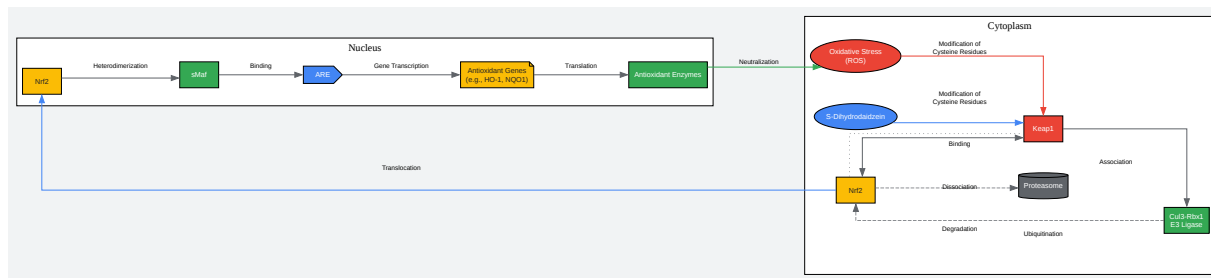 Nucleus
Nrf2
Heterodimerization
sMaf
Binding
ARE
Gene Transcription
Antioxidant Genes
(e.g., HO-1, NQO1)
Translation
Antioxidant Enzymes
Neutralization
Translocation
Cytoplasm
Oxidative Stress
(ROS)
Modification of
Cysteine Residues
S-Dihydrodaidzein
Modification of
Cysteine Residues
Keap1
Binding
Association
Nrf2
Dissociation
Proteasome
Degradation
Ubiquitination
Cul3-Rbx1
E3 Ligase